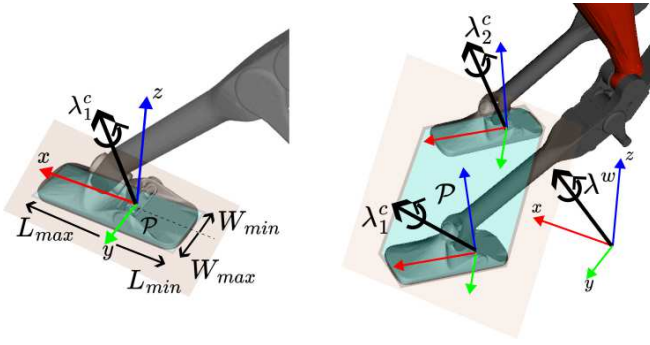 λ₁ᶜ
z
x
𝒫
y
L_max
L_min
W_min
W_max
λ₂ᶜ
𝒫
λ₁ᶜ
λʷ
z
x
y